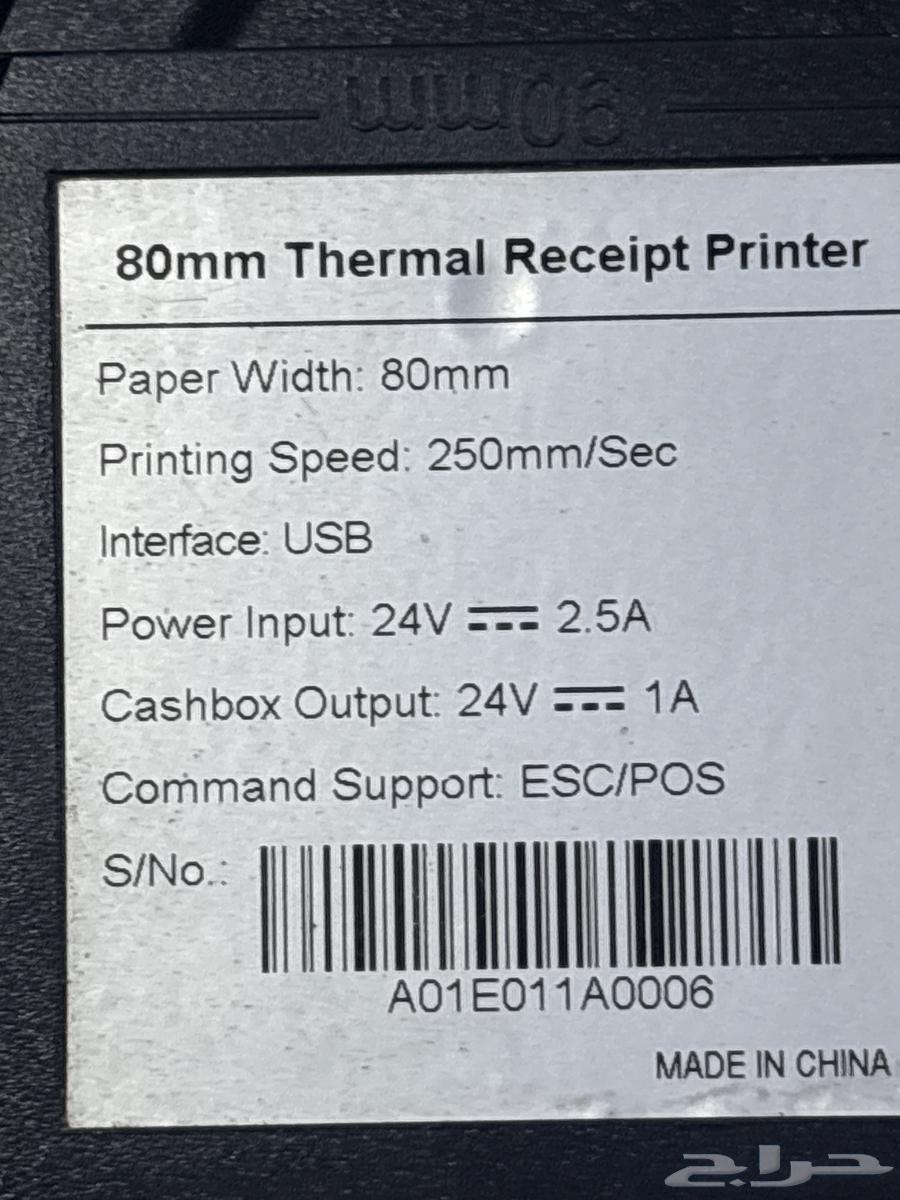 80mm
80mm Thermal Receipt Printer
Paper Width: 80mm
Printing Speed: 250mm/Sec
Interface: USB
Power Input: 24V ⎓ 2.5A
Cashbox Output: 24V ⎓ 1A
Command Support: ESC/POS
S/No.:
A01E011A0006
MADE IN CHINA
حراج